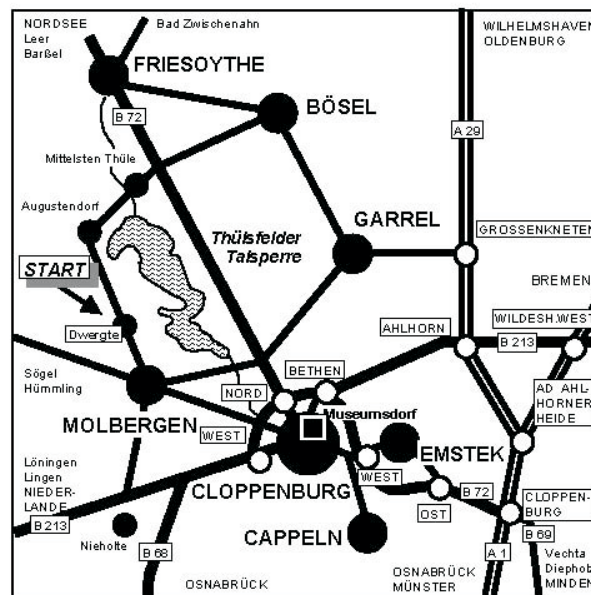 NORDSEE
Leer
Barßel
Bad Zwischenahn
WILHELMSHAVEN
OLDENBURG
FRIESOYTHE
BÖSEL
B 72
A 29
Mittelsten Thüle
Augustendorf
GARREL
Thülsfelder
Talsperre
GROSSENKNETEN
START
BREMEN
WILDESH.WEST
Dwergte
AHLHORN
B 213
Sögel
Hümmling
BETHEN
NORD
AD AHL-
HORNER
HEIDE
MOLBERGEN
Museumsdorf
WEST
EMSTEK
Löningen
Lingen
NIEDER-
LANDE
CLOPPENBURG
WEST
B 72
CLOPPEN-
BURG
OST
B 213
CAPPELN
B 69
Nieholte
B 68
A 1
Vechta
Diepholz
MINDEN
OSNABRÜCK
OSNABRÜCK
MÜNSTER